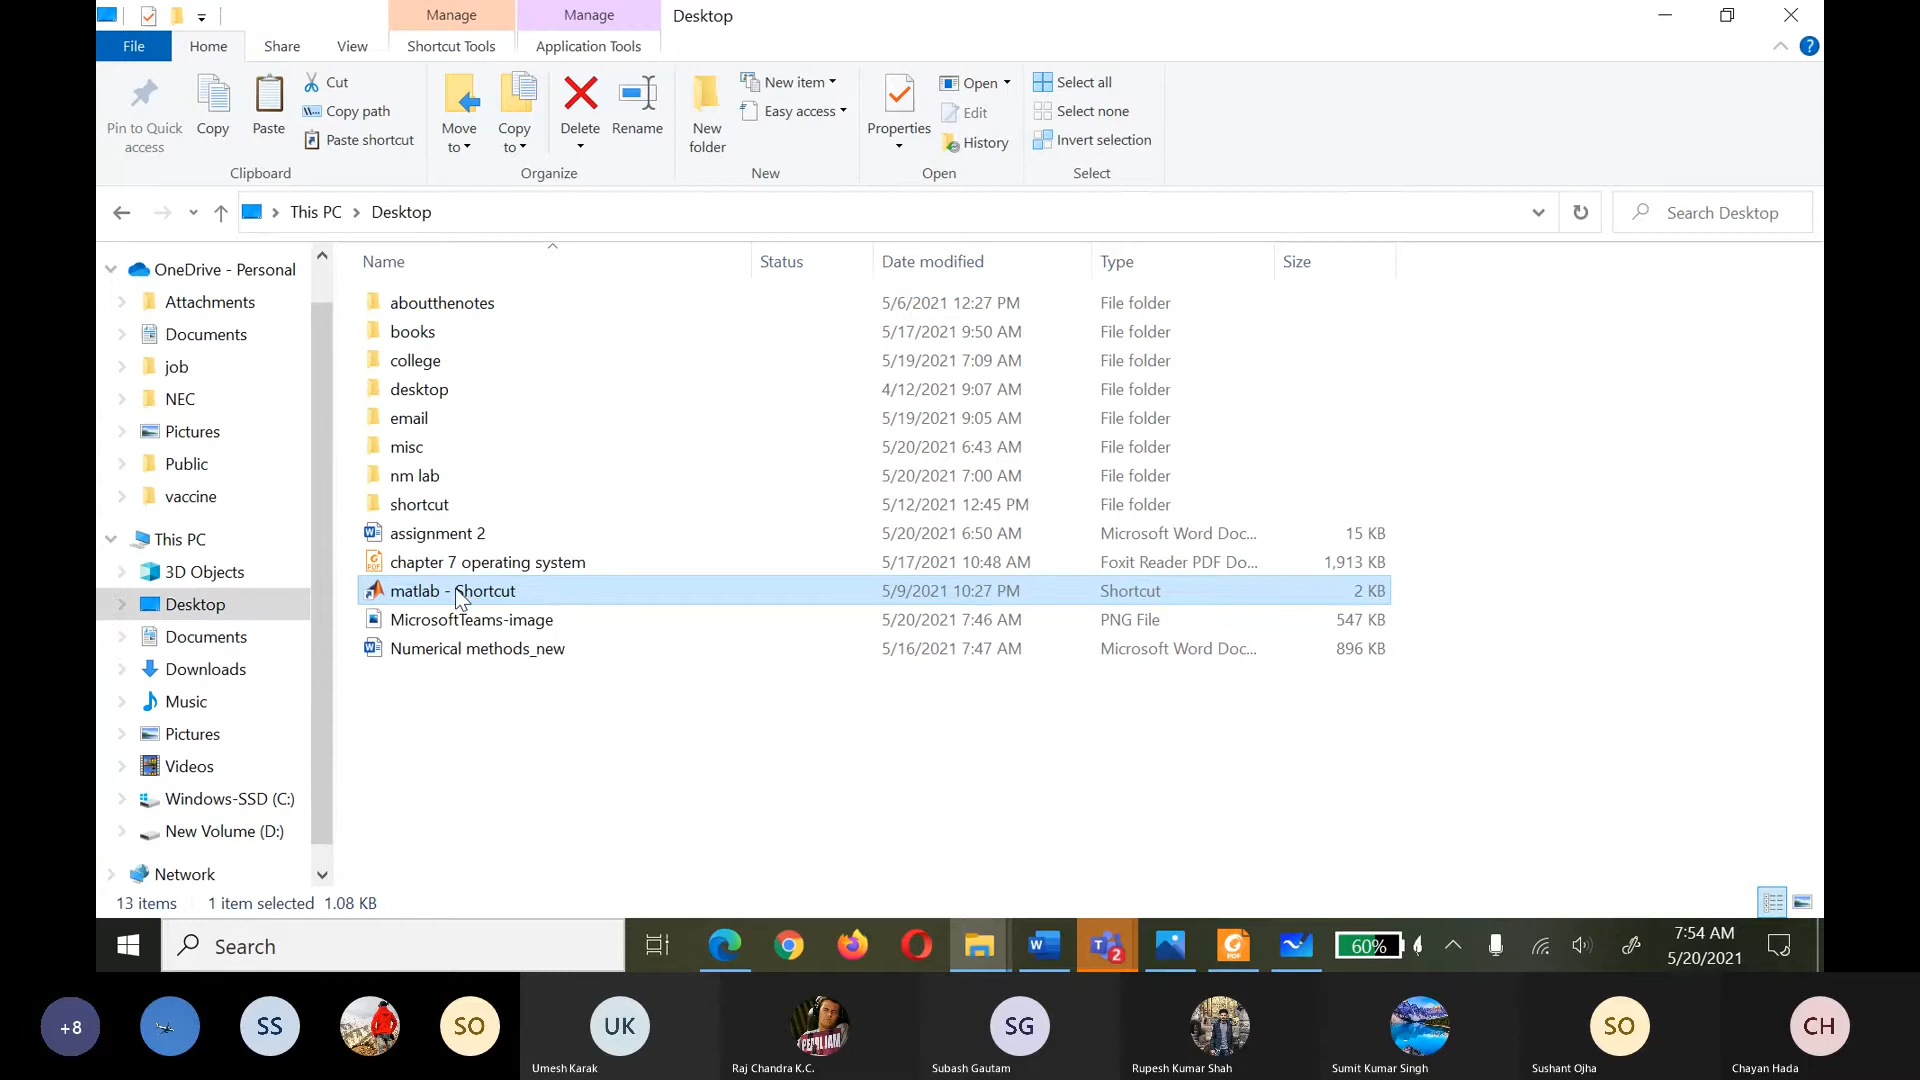 Manage Manage Desktop
File Home Share View Shortcut Tools Application Tools
Pin to Quick access
Copy
Paste
Cut
Copy path
Paste shortcut
Clipboard
Move to
Copy to
Delete
Rename
Organize
New folder
New item
Easy access
New
Properties
Open
Edit
History
Open
Select all
Select none
Invert selection
Select
This PC > Desktop
Search Desktop
OneDrive - Personal
Attachments
Documents
job
NEC
Pictures
Public
vaccine
This PC
3D Objects
Desktop
Documents
Downloads
Music
Pictures
Videos
Windows-SSD (C:)
New Volume (D:)
Network
Name Status Date modified Type Size
aboutthenotes 5/6/2021 12:27 PM File folder
books 5/17/2021 9:50 AM File folder
college 5/19/2021 7:09 AM File folder
desktop 4/12/2021 9:07 AM File folder
email 5/19/2021 9:05 AM File folder
misc 5/20/2021 6:43 AM File folder
nm lab 5/20/2021 7:00 AM File folder
shortcut 5/12/2021 12:45 PM File folder
assignment 2 5/20/2021 6:50 AM Microsoft Word Doc... 15 KB
chapter 7 operating system 5/17/2021 10:48 AM Foxit Reader PDF Do... 1,913 KB
matlab - Shortcut 5/9/2021 10:27 PM Shortcut 2 KB
MicrosoftTeams-image 5/20/2021 7:46 AM PNG File 547 KB
Numerical methods_new 5/16/2021 7:47 AM Microsoft Word Doc... 896 KB
13 items 1 item selected 1.08 KB
Search
2
60%
7:54 AM
5/20/2021
+8 SS SO UK SG SO CH
Umesh Karak Raj Chandra K.C. Subash Gautam Rupesh Kumar Shah Sumit Kumar Singh Sushant Ojha Chayan Hada
PEARL JAM